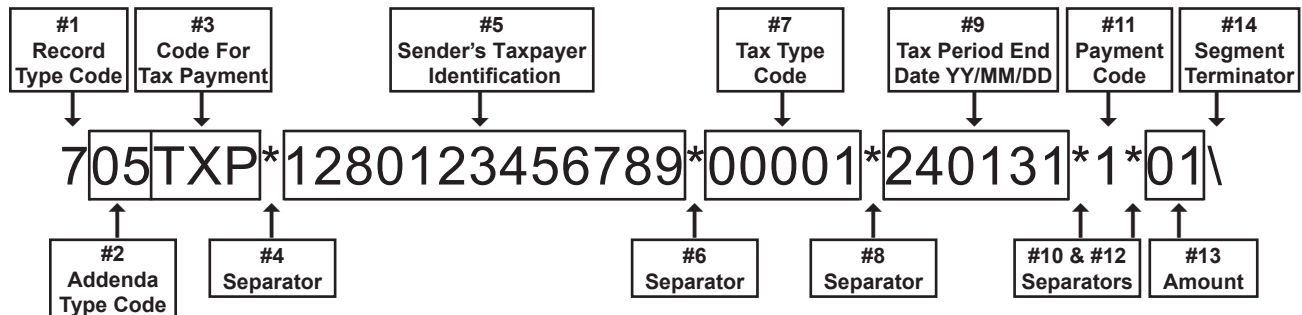 #1
Record
Type Code
#3
Code For
Tax Payment
#5
Sender's Taxpayer
Identification
#7
Tax Type
Code
#9
Tax Period End
Date YY/MM/DD
#11
Payment
Code
#14
Segment
Terminator
705TXP*1280123456789*00001*240131*1*01\
#2
Addenda
Type Code
#4
Separator
#6
Separator
#8
Separator
#10 & #12
Separators
#13
Amount